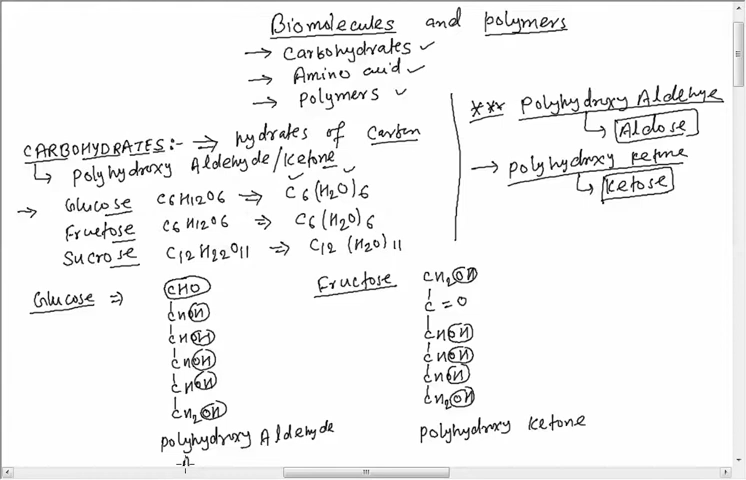 Biomolecules and polymers
→ Carbohydrates ✓
→ Amino acid ✓
→ Polymers ✓
CARBOHYDRATES:- ⇒ hydrates of Carbon
↳ Polyhydroxy Aldehyde/Ketone
→ Glucose C6H12O6 ⇒ C6(H2O)6
Fructose C6H12O6 ⇒ C6(H2O)6
Sucrose C12H22O11 ⇒ C12(H2O)11
*** Polyhydroxy Aldehye
↳ Aldose
→ polyhydroxy ketone
↳ Ketose
Glucose ⇒
CHO
CHOH
CHOH
CHOH
CHOH
CH2OH
polyhydroxy Aldehyde
Fructose
CH2OH
C=O
CHOH
CHOH
CHOH
CH2OH
polyhydroxy Ketone